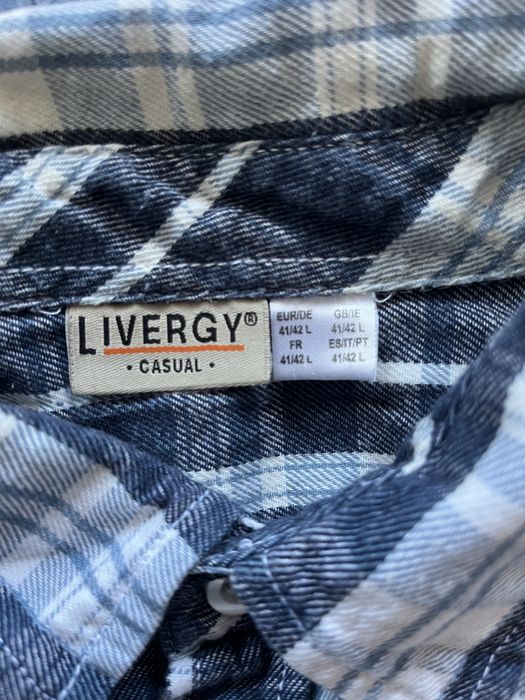 LIVERGY®
• CASUAL •
EUR/DE GB/IE
41/42 L 41/42 L
FR ES/IT/PT
41/42 L 41/42 L